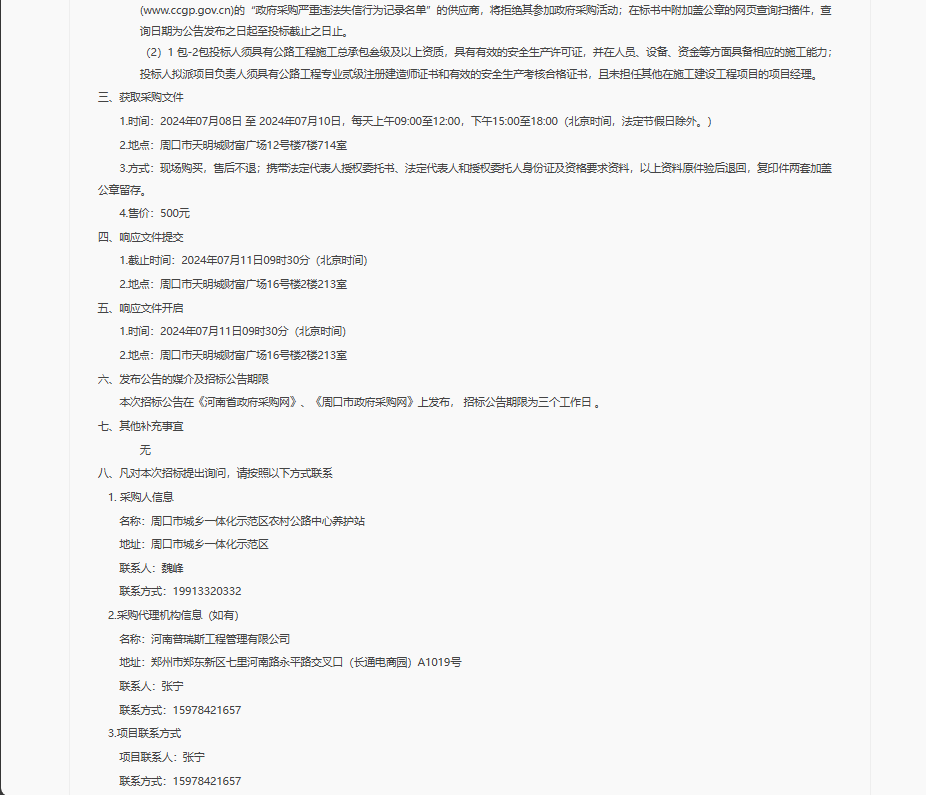 (www.ccgp.gov.cn)的“政府采购严重违法失信行为记录名单”的供应商，将拒绝其参加政府采购活动；在标书中附加盖公章的网页查询扫描件，查
询日期为公告发布之日起至投标截止之日止。
（2）1 包-2包投标人须具有公路工程施工总承包叁级及以上资质，具有有效的安全生产许可证，并在人员、设备、资金等方面具备相应的施工能力；
投标人拟派项目负责人须具有公路工程专业贰级注册建造师证书和有效的安全生产考核合格证书，且未担任其他在施工建设工程项目的项目经理。
三、获取采购文件
1.时间：2024年07月08日 至 2024年07月10日，每天上午09:00至12:00，下午15:00至18:00（北京时间，法定节假日除外。）
2.地点：周口市天明城财富广场12号楼7楼714室
3.方式：现场购买，售后不退；携带法定代表人授权委托书、法定代表人和授权委托人身份证及资格要求资料，以上资料原件验后退回，复印件两套加盖
公章留存。
4.售价：500元
四、响应文件提交
1.截止时间：2024年07月11日09时30分（北京时间）
2.地点：周口市天明城财富广场16号楼2楼213室
五、响应文件开启
1.时间：2024年07月11日09时30分（北京时间）
2.地点：周口市天明城财富广场16号楼2楼213室
六、发布公告的媒介及招标公告期限
本次招标公告在《河南省政府采购网》、《周口市政府采购网》上发布， 招标公告期限为三个工作日 。
七、其他补充事宜
无
八、凡对本次招标提出询问，请按照以下方式联系
1. 采购人信息
名称：周口市城乡一体化示范区农村公路中心养护站
地址：周口市城乡一体化示范区
联系人：魏峰
联系方式：19913320332
2.采购代理机构信息（如有）
名称：河南普瑞斯工程管理有限公司
地址：郑州市郑东新区七里河南路永平路交叉口（长通电商园）A1019号
联系人：张宁
联系方式：15978421657
3.项目联系方式
项目联系人：张宁
联系方式：15978421657